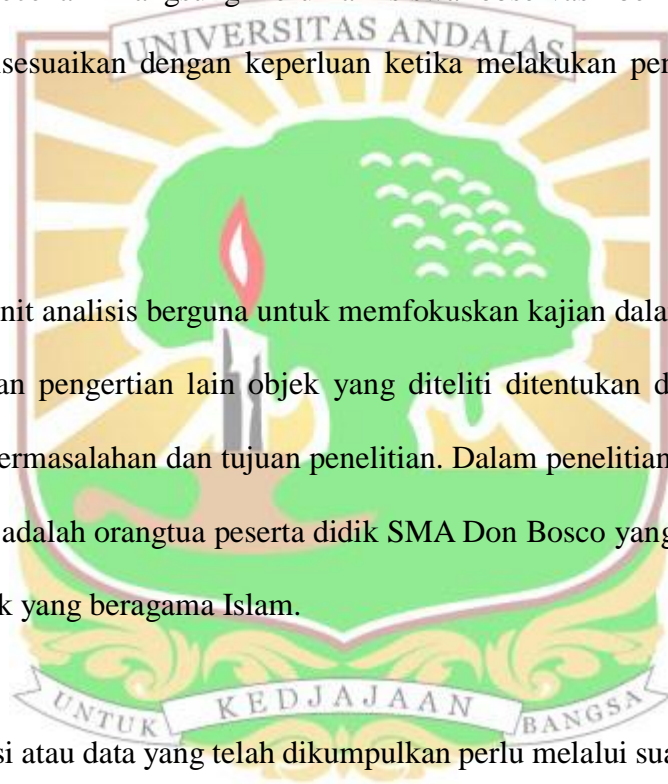 UNIVERSITAS ANDALAS
sesuaikan dengan keperluan ketika melakukan
nit analisis berguna untuk memfokuskan kajian dala
an pengertian lain objek yang diteliti ditentukan d
ermasalahan dan tujuan penelitian. Dalam penelitian
adalah orangtua peserta didik SMA Don Bosco yang
k yang beragama Islam.
UNTUK KEDJAJAAN BANGSA
si atau data yang telah dikumpulkan perlu melalui sua